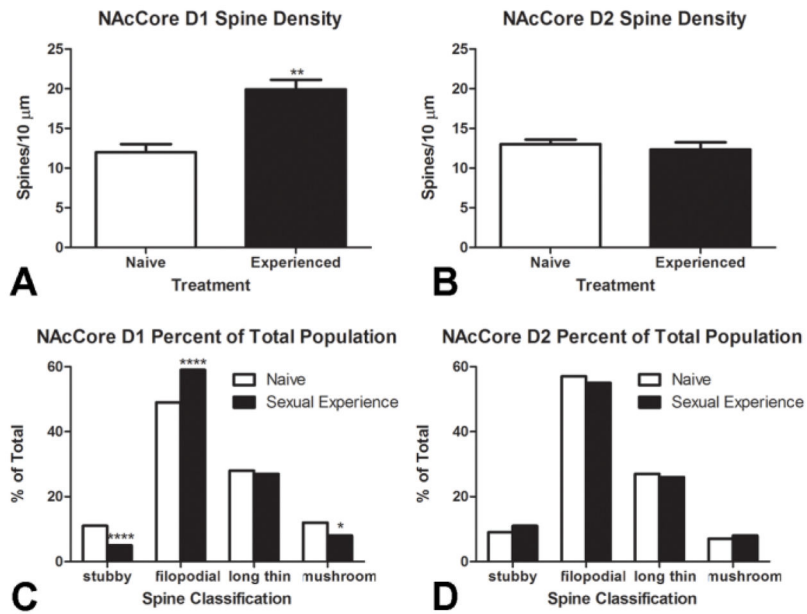 NAcCore D1 Spine Density
25
20
15
10
5
0
Spines/10 μm
**
Naive
Experienced
Treatment
A
NAcCore D2 Spine Density
25
20
15
10
5
0
Spines/10 μm
Naive
Experienced
Treatment
B
NAcCore D1 Percent of Total Population
60
40
20
0
% of Total
****
****
*
Naive
Sexual Experience
stubby
filopodial
long thin
mushroom
Spine Classification
C
NAcCore D2 Percent of Total Population
60
40
20
0
% of Total
Naive
Sexual Experience
stubby
filopodial
long thin
mushroom
Spine Classification
D